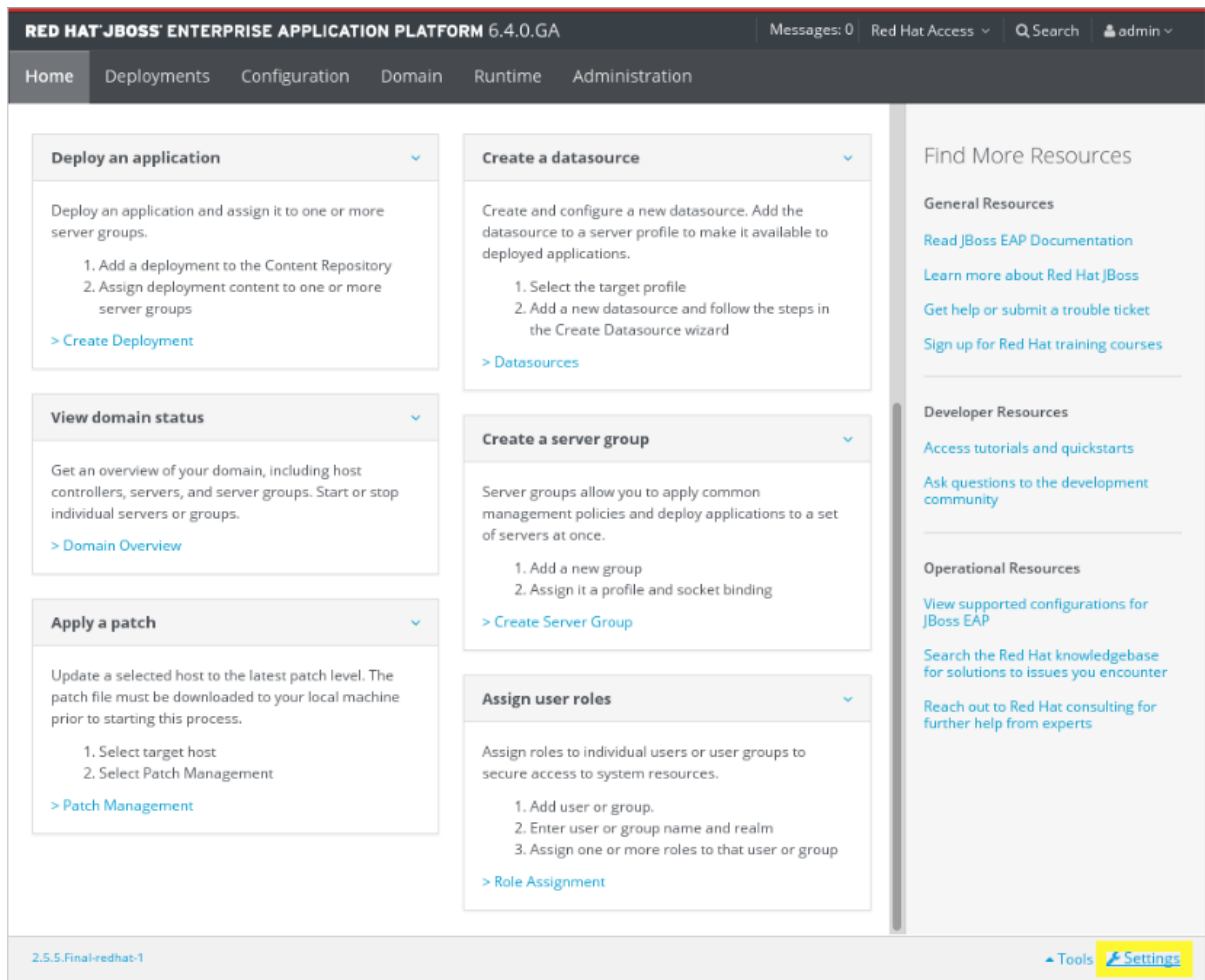 RED HAT JBOSS ENTERPRISE APPLICATION PLATFORM 6.4.0.GA
Messages: 0 Red Hat Access Search admin
Home Deployments Configuration Domain Runtime Administration
Deploy an application
Deploy an application and assign it to one or more
server groups.
1. Add a deployment to the Content Repository
2. Assign deployment content to one or more
server groups
> Create Deployment
View domain status
Get an overview of your domain, including host
controllers, servers, and server groups. Start or stop
individual servers or groups.
> Domain Overview
Apply a patch
Update a selected host to the latest patch level. The
patch file must be downloaded to your local machine
prior to starting this process.
1. Select target host
2. Select Patch Management
> Patch Management
Create a datasource
Create and configure a new datasource. Add the
datasource to a server profile to make it available to
deployed applications.
1. Select the target profile
2. Add a new datasource and follow the steps in
the Create Datasource wizard
> Datasources
Create a server group
Server groups allow you to apply common
management policies and deploy applications to a set
of servers at once.
1. Add a new group
2. Assign it a profile and socket binding
> Create Server Group
Assign user roles
Assign roles to individual users or user groups to
secure access to system resources.
1. Add user or group.
2. Enter user or group name and realm
3. Assign one or more roles to that user or group
> Role Assignment
Find More Resources
General Resources
Read JBoss EAP Documentation
Learn more about Red Hat JBoss
Get help or submit a trouble ticket
Sign up for Red Hat training courses
Developer Resources
Access tutorials and quickstarts
Ask questions to the development
community
Operational Resources
View supported configurations for
JBoss EAP
Search the Red Hat knowledgebase
for solutions to issues you encounter
Reach out to Red Hat consulting for
further help from experts
2.5.5.Final-redhat-1
Tools Settings